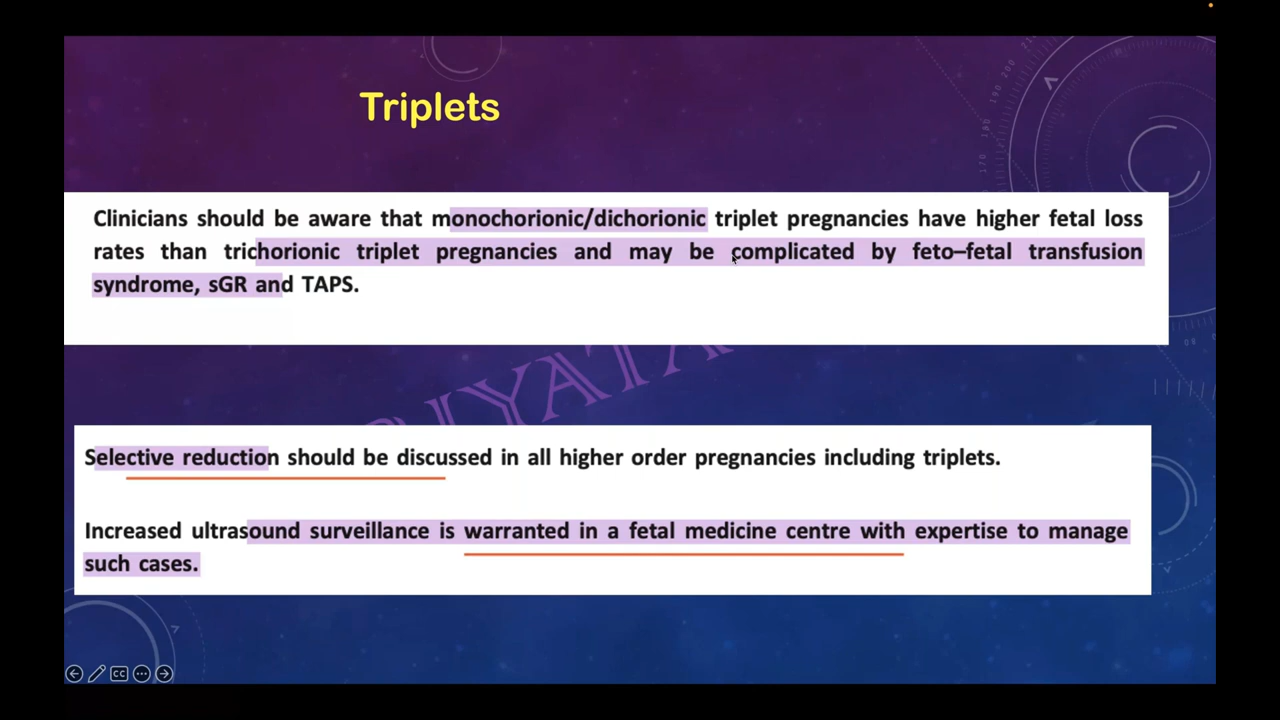 Triplets
Clinicians should be aware that monochorionic/dichorionic triplet pregnancies have higher fetal loss
rates than trichorionic triplet pregnancies and may be complicated by feto–fetal transfusion
syndrome, sGR and TAPS.
Selective reduction should be discussed in all higher order pregnancies including triplets.
Increased ultrasound surveillance is warranted in a fetal medicine centre with expertise to manage
such cases.
CC